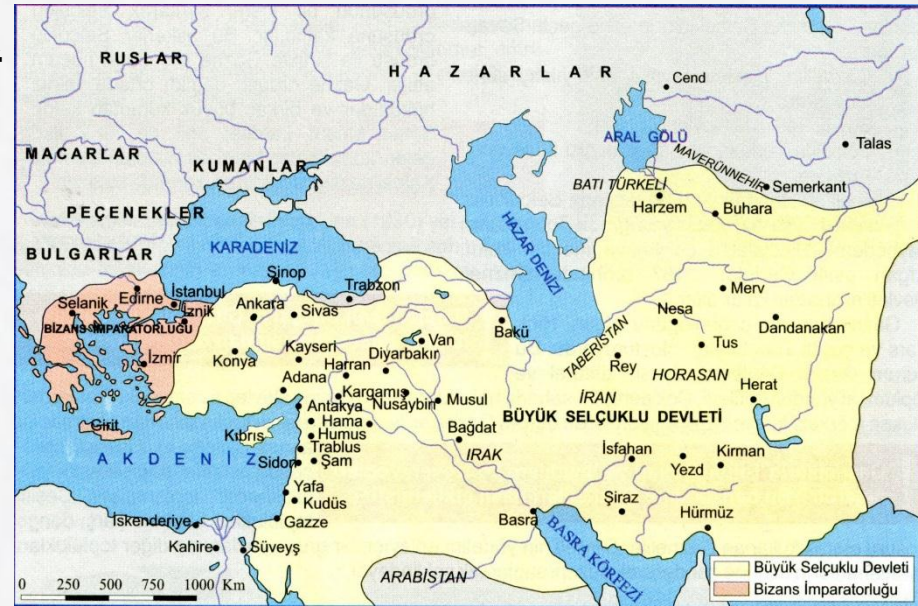 RUSLAR
HAZARLAR
Cend
ARAL GÖLÜ
Talas
MACARLAR
KUMANLAR
MAVERÜNNEHİR
Semerkant
BATI TÜRKELİ
PEÇENEKLER
Harzem
Buhara
BULGARLAR
KARADENİZ
HAZAR DENİZİ
Sinop
Edirne
İstanbul
Trabzon
Merv
Selanik
İznik
Ankara
Sivas
Nesa
BİZANS İMPARATORLUĞU
Bakü
Dandanakan
Van
TABERİSTAN
Tus
İzmir
Konya
Kayseri
Diyarbakır
Rey
HORASAN
Harran
İRAN
Adana
Kargamış
Nusaybin
Musul
Herat
Antakya
BÜYÜK SELÇUKLU DEVLETİ
Girit
Hama
Kıbrıs
Humus
Bağdat
Trablus
AKDENİZ
IRAK
İsfahan
Yezd
Kirman
Sidon
Şam
Yafa
Kudüs
Şiraz
İskenderiye
Gazze
Basra
Hürmüz
Kahire
Süveyş
BASRA KÖRFEZİ
ARABİSTAN
0 250 500 750 1000 Km
Büyük Selçuklu Devleti
Bizans İmparatorluğu